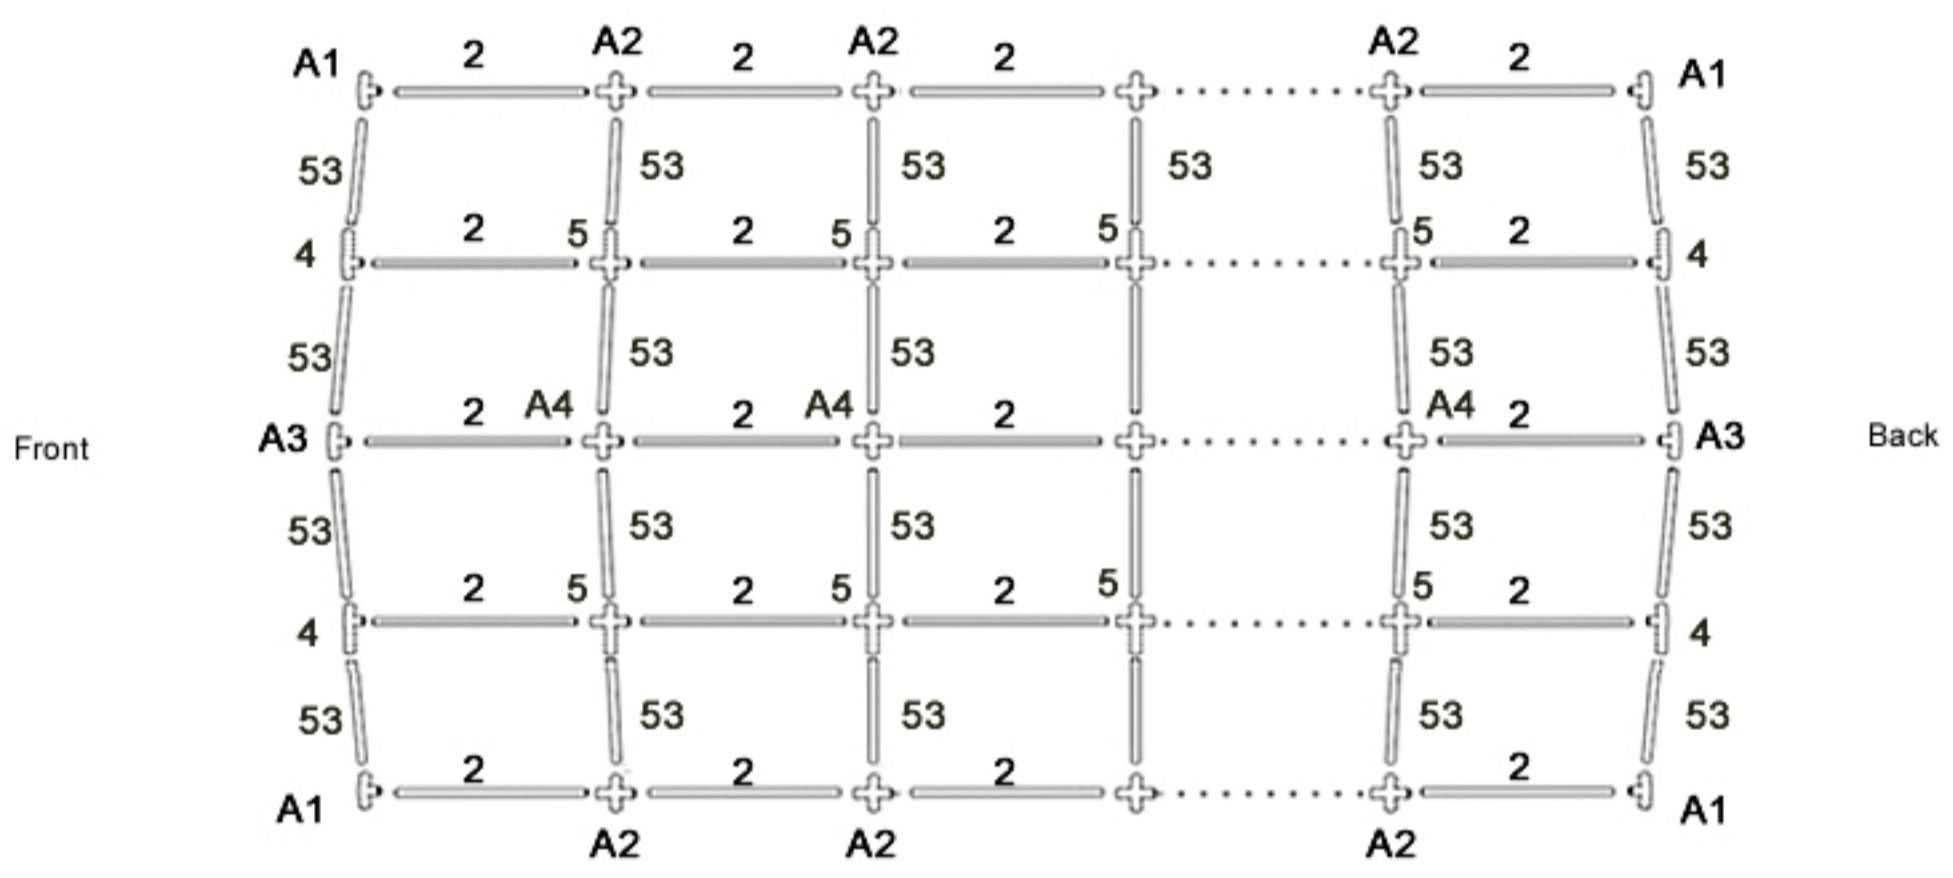 A1 2 A2 2 A2 2 A2 2 A1
53 53 53 53 53 53
4 2 5 2 5 2 5 5 2 4
53 53 53 53 53
Front A3 2 A4 2 A4 2 A4 2 A3 Back
53 53 53 53 53
4 2 5 2 5 2 5 5 2 4
53 53 53 53 53
A1 2 2 2 2 A1
A2 A2 A2